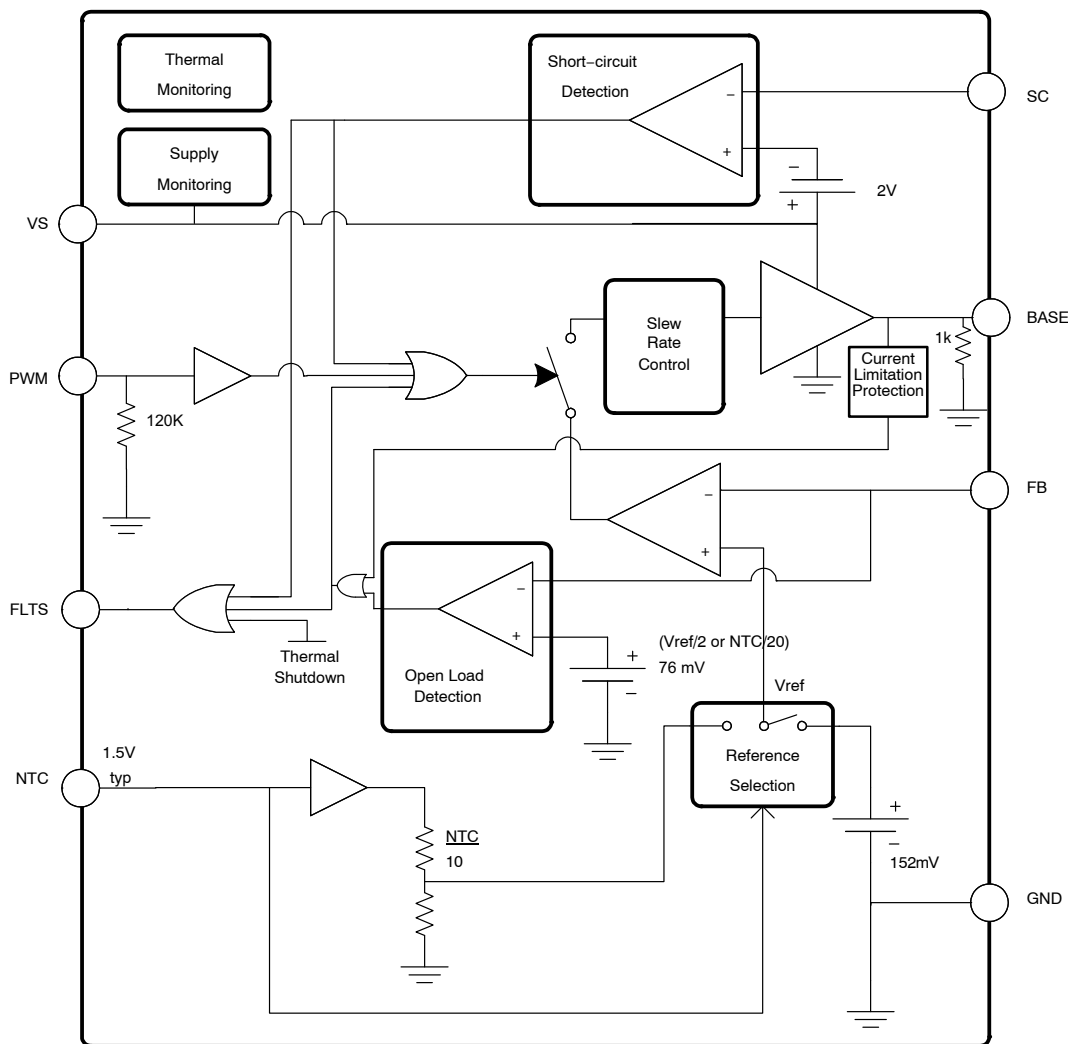 Thermal
Monitoring
Short−circuit
Detection
−
SC
Supply
Monitoring
+
−
2V
+
VS
Slew
Rate
Control
BASE
1k
Current
Limitation
Protection
PWM
120K
FB
−
+
−
FLTS
+
(Vref/2 or NTC/20)
+
76 mV
−
Thermal
Shutdown
Open Load
Detection
Vref
1.5V
NTC
typ
Reference
Selection
+
−
152mV
NTC
10
GND